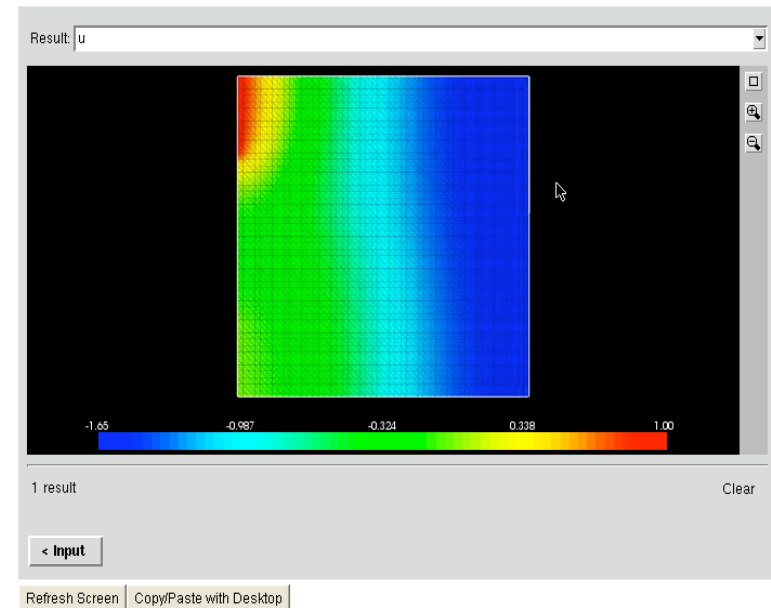 Result: u
-1.65 -0.987 -0.324 0.338 1.00
1 result Clear
< Input
Refresh Screen Copy/Paste with Desktop